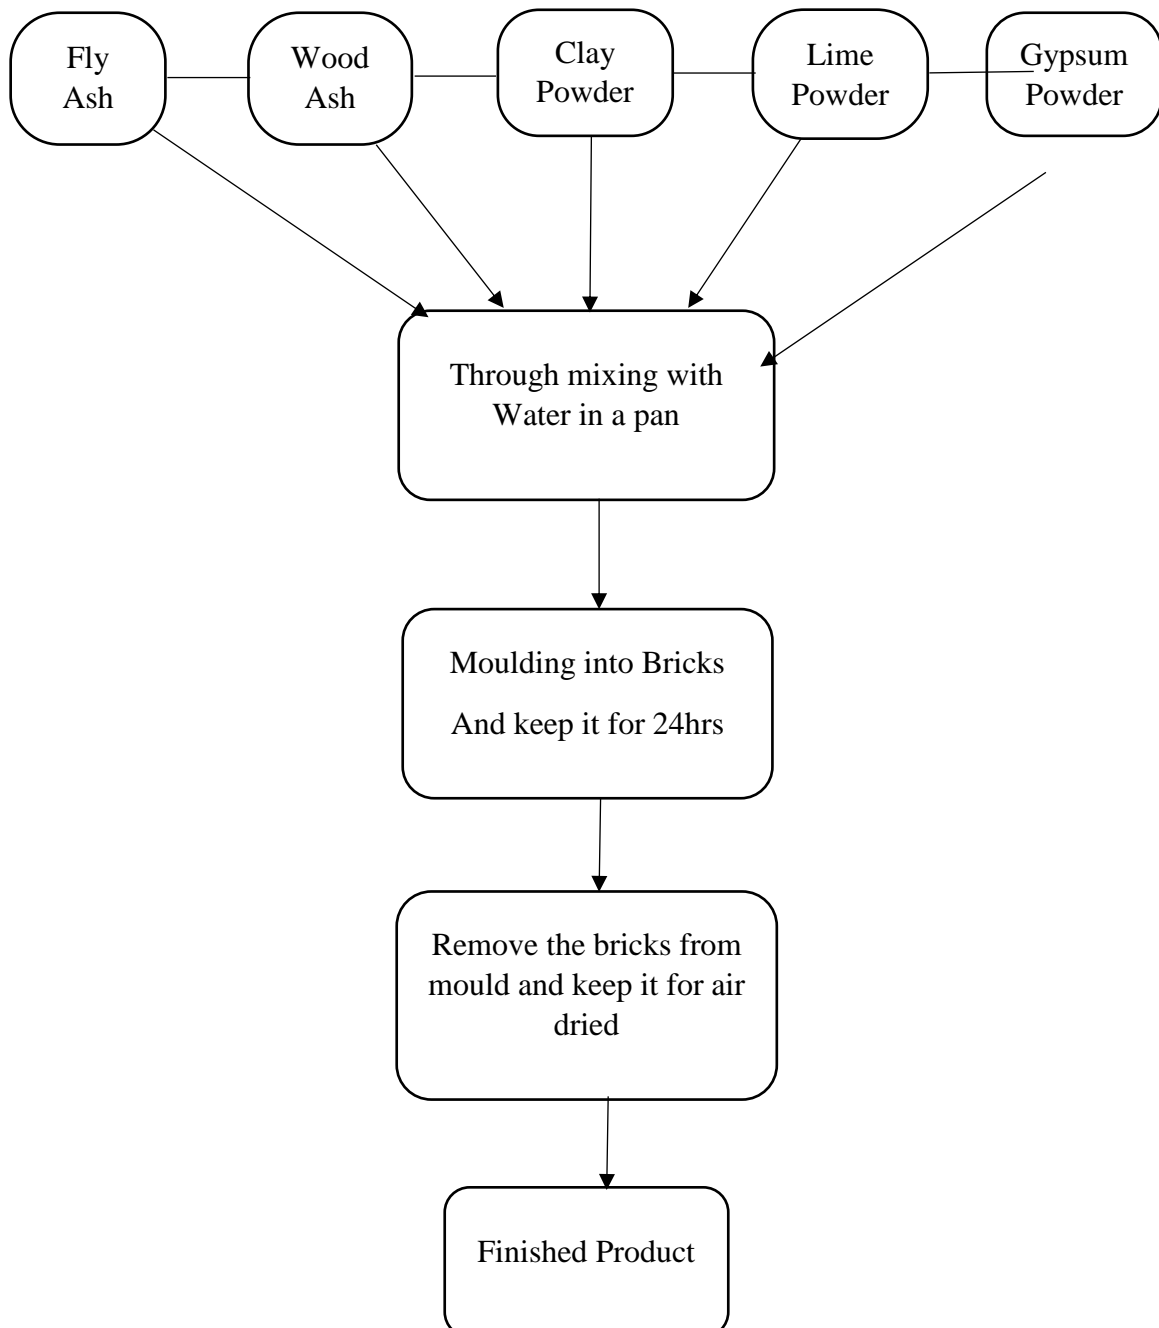 Fly
Ash
Wood
Ash
Clay
Powder
Lime
Powder
Gypsum
Powder
Through mixing with
Water in a pan
Moulding into Bricks
And keep it for 24hrs
Remove the bricks from
mould and keep it for air
dried
Finished Product